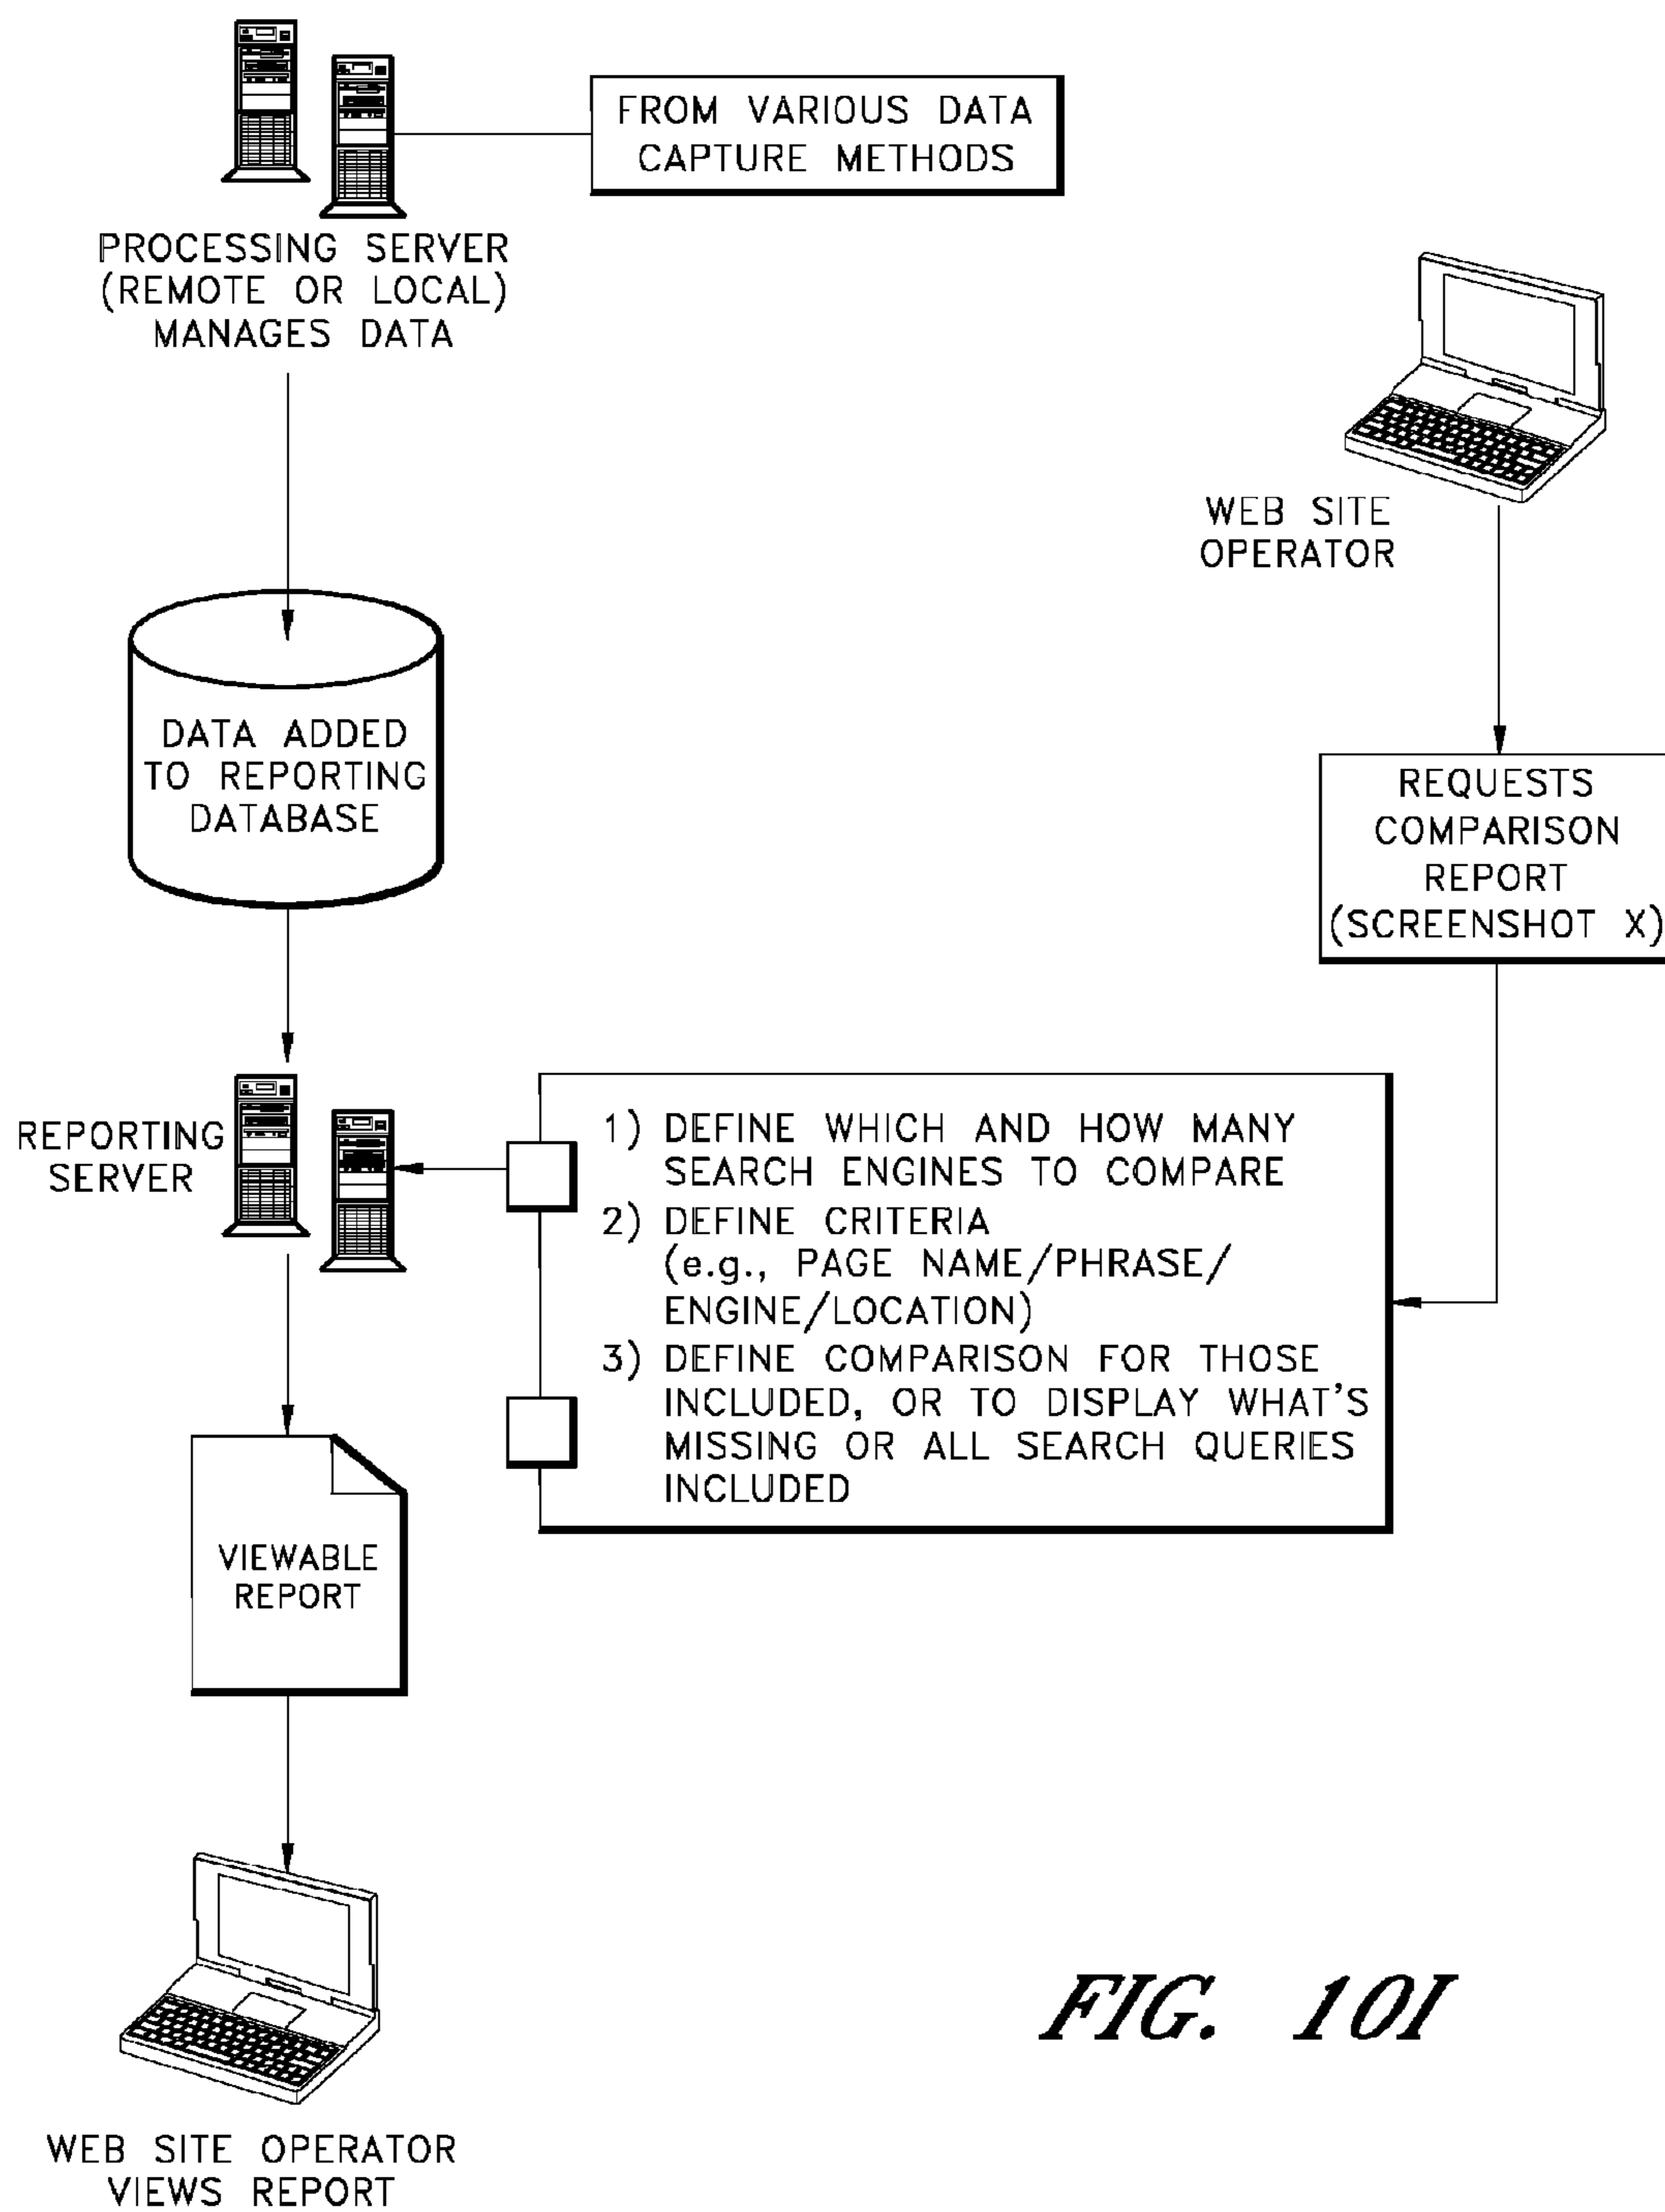 FROM VARIOUS DATA
CAPTURE METHODS
PROCESSING SERVER
(REMOTE OR LOCAL)
MANAGES DATA
WEB SITE
OPERATOR
DATA ADDED
TO REPORTING
DATABASE
REQUESTS
COMPARISON
REPORT
(SCREENSHOT X)
REPORTING
SERVER
1) DEFINE WHICH AND HOW MANY
SEARCH ENGINES TO COMPARE
2) DEFINE CRITERIA
(e.g., PAGE NAME/PHRASE/
ENGINE/LOCATION)
3) DEFINE COMPARISON FOR THOSE
INCLUDED, OR TO DISPLAY WHAT'S
MISSING OR ALL SEARCH QUERIES
INCLUDED
VIEWABLE
REPORT
WEB SITE OPERATOR
VIEWS REPORT
FIG. 10I